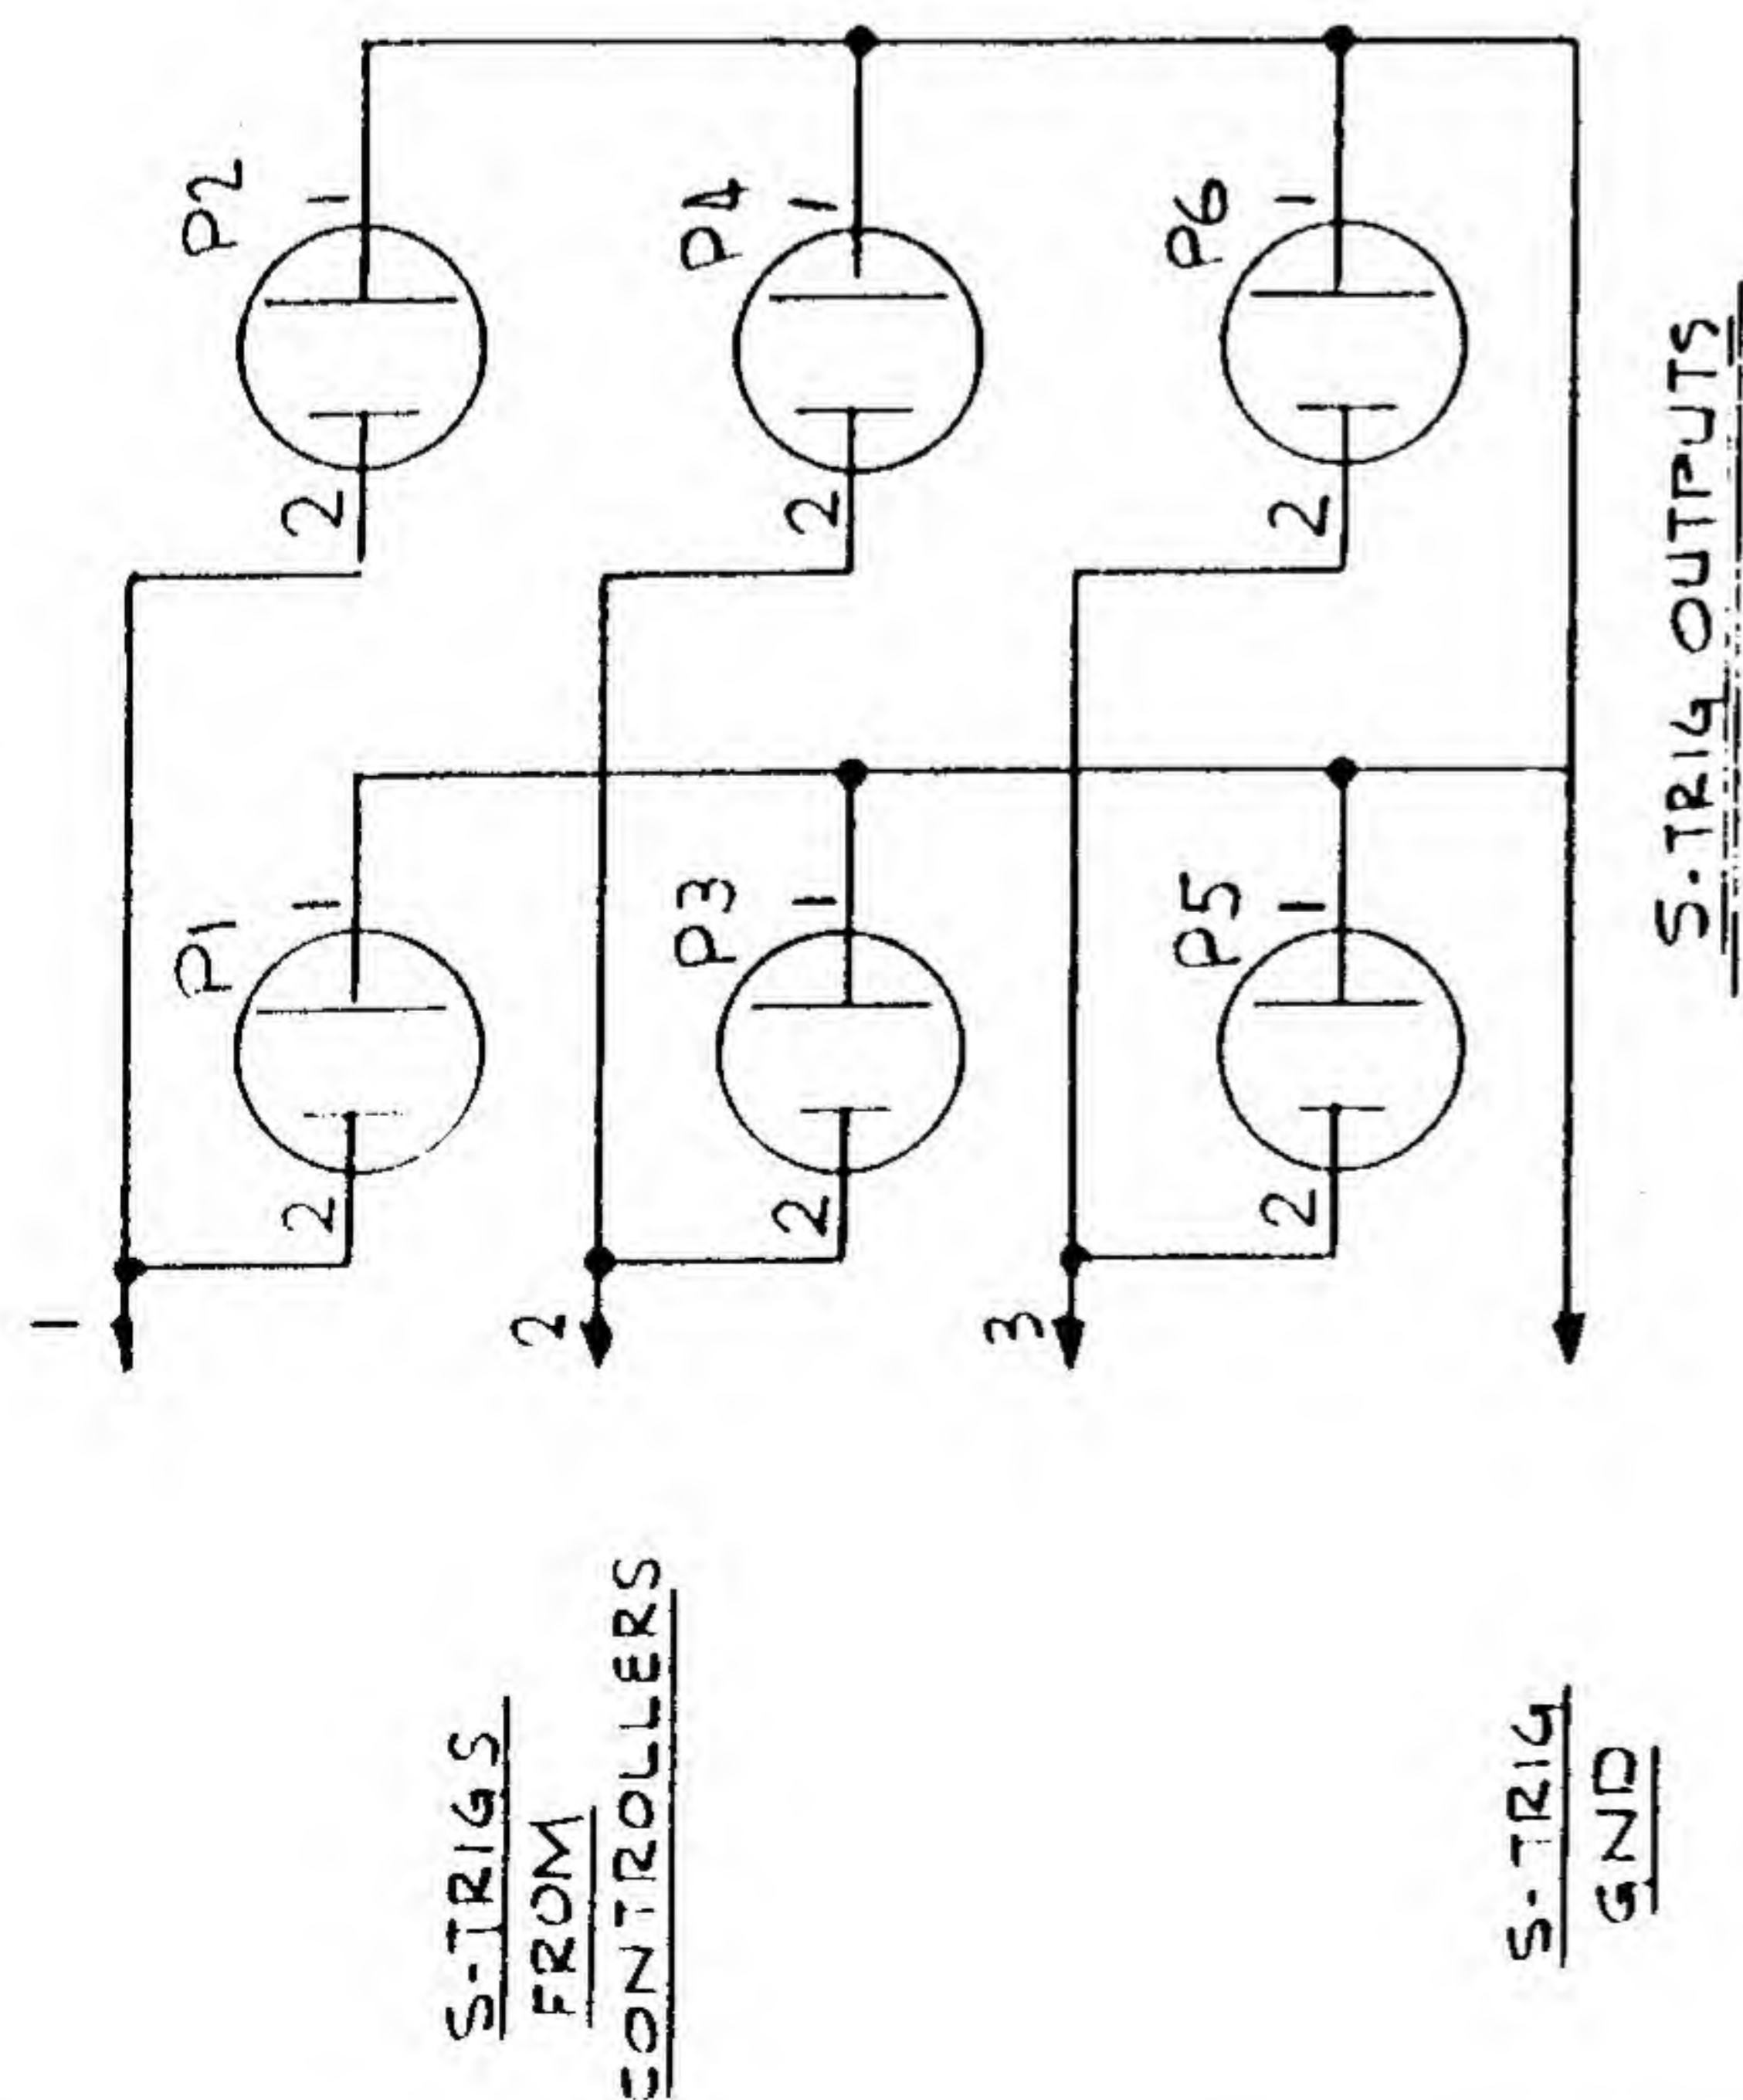 1
P1
1
2
P2
1
2
2
P3
1
2
P4
1
2
3
P5
1
2
P6
1
2
S-TRIGS
FROM
CONTROLLERS
S-TRIG
GND
S-TRIG OUTPUTS